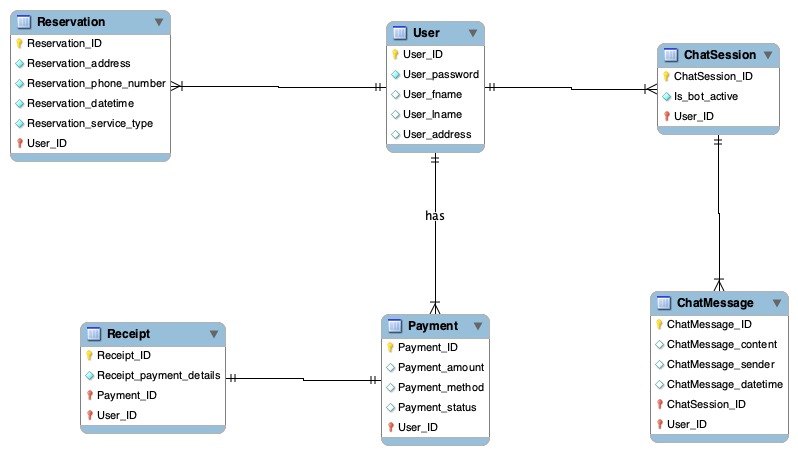 Reservation
Reservation_ID
Reservation_address
Reservation_phone_number
Reservation_datetime
Reservation_service_type
User_ID
User
User_ID
User_password
User_fname
User_lname
User_address
ChatSession
ChatSession_ID
Is_bot_active
User_ID
has
Receipt
Receipt_ID
Receipt_payment_details
Payment_ID
User_ID
Payment
Payment_ID
Payment_amount
Payment_method
Payment_status
User_ID
ChatMessage
ChatMessage_ID
ChatMessage_content
ChatMessage_sender
ChatMessage_datetime
ChatSession_ID
User_ID